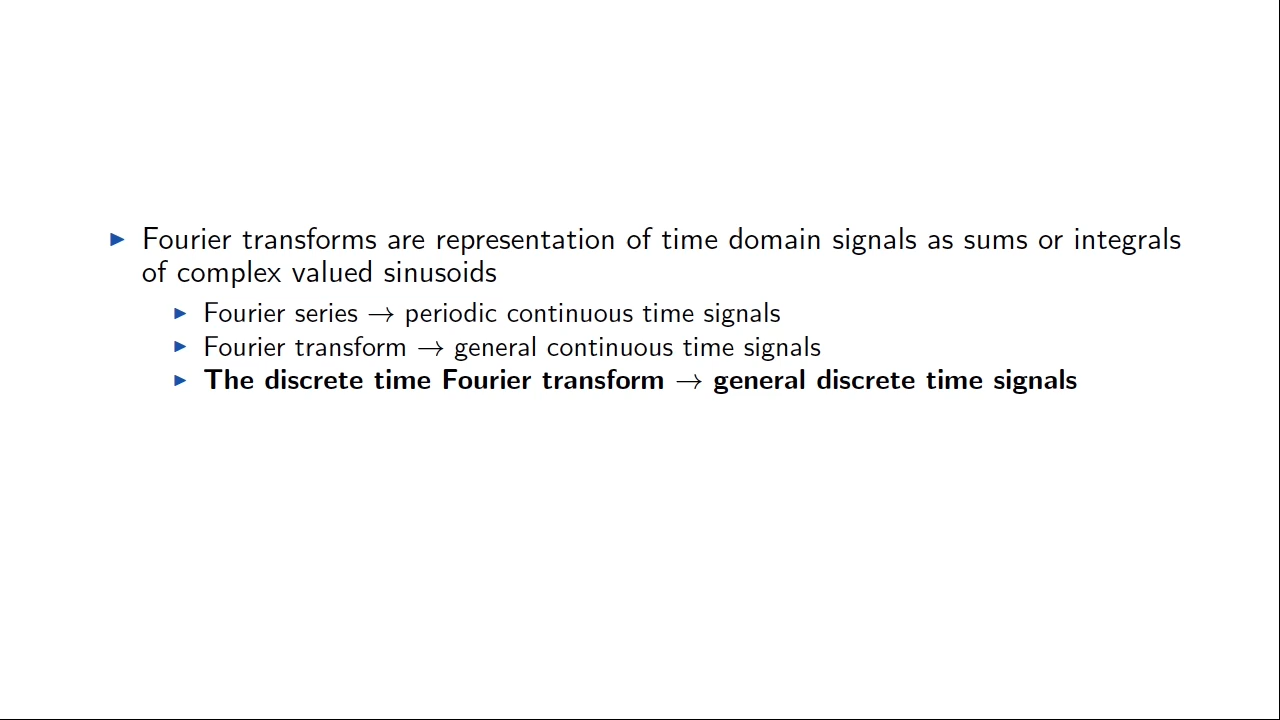 ▶ Fourier transforms are representation of time domain signals as sums or integrals
of complex valued sinusoids
▶ Fourier series → periodic continuous time signals
▶ Fourier transform → general continuous time signals
▶ The discrete time Fourier transform → general discrete time signals